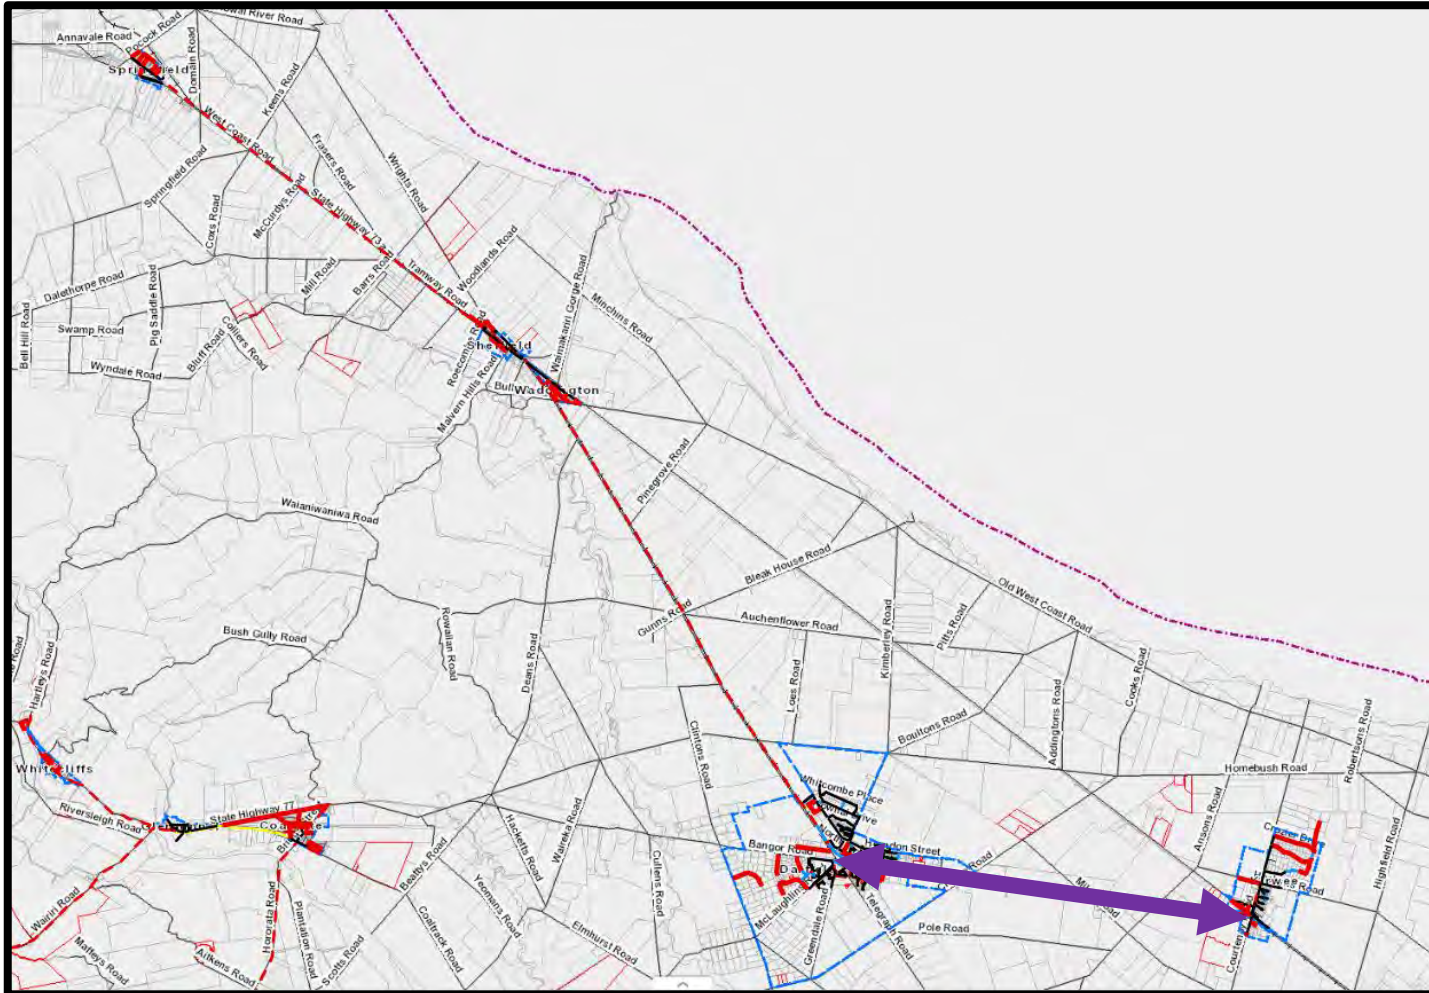 Annavale Road
Pocock Road
Domain Road
Keens Road
West Coast Road
Frasers Road
Wrights Road
Springfield Road
Coxs Road
McCurdys Road
State Highway 73
Dalethorpe Road
Pig Saddle Road
Mill Road
Barrs Road
Tramway Road
Woodlands Road
Waimakariri Gorge Road
Minchins Road
Bell Hill Road
Swamp Road
Bluff Road
Colliers Road
Wyndale Road
Malvern Hills Road
Waddington
Pinegrove Road
Waianiwaniwa Road
Bleak House Road
Old West Coast Road
Gunns Road
Auchenflower Road
Kimberley Road
Pitts Road
Bush Gully Road
Rowallan Road
Deans Road
Hartleys Road
Loes Road
Cooks Road
Clintons Road
Boultons Road
Addingtons Road
Robertsons Road
Homebush Road
Whitecliffs
Whitcombe Place
Riversleigh Road
State Highway 77
Hacketts Road
Waireka Road
Ansons Road
Bangor Road
Street
Road
Highfield Road
Beattys Road
Cullens Road
Wairiri Road
Hororata Road
Plantation Road
Yeomans Road
Greendale Road
Telegraph Road
Pole Road
Coaltrack Road
Elmhurst Road
Matleys Road
Aitkens Road
Scotts Road